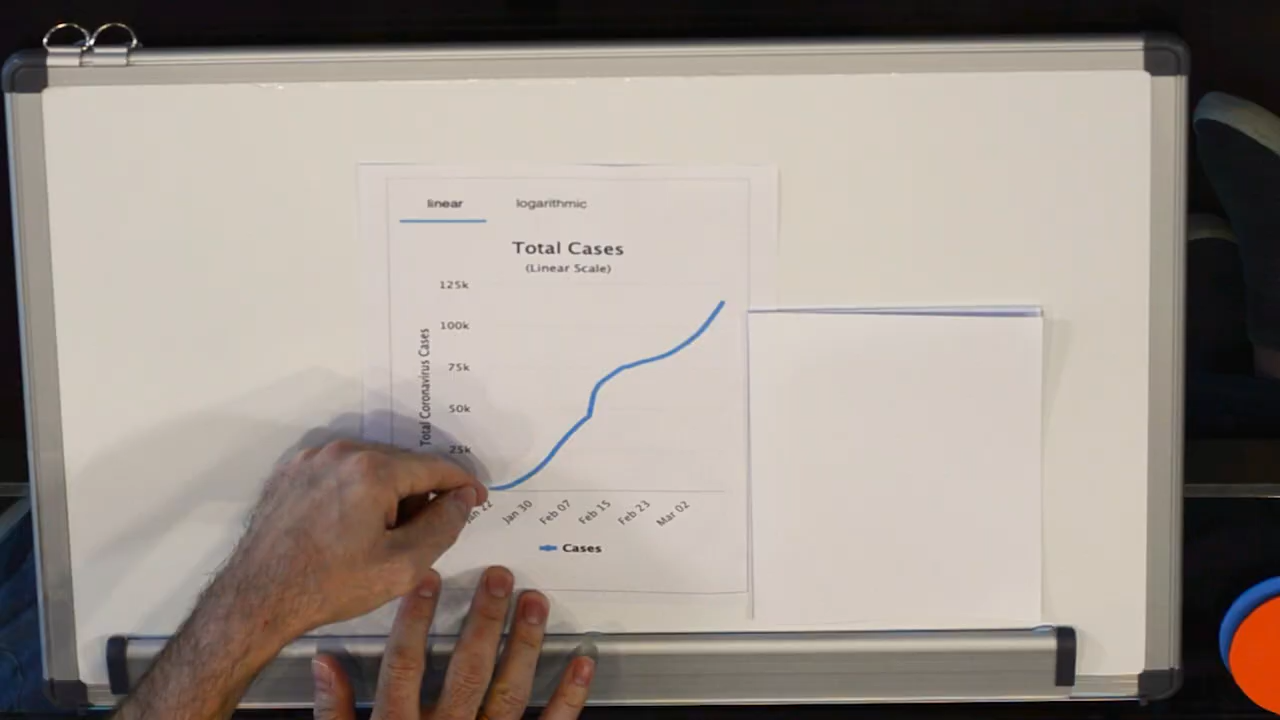 linear logarithmic
Total Cases
(Linear Scale)
125k
100k
75k
50k
25k
Total Coronavirus Cases
Jan 30 Feb 07 Feb 15 Feb 23 Mar 02
Cases